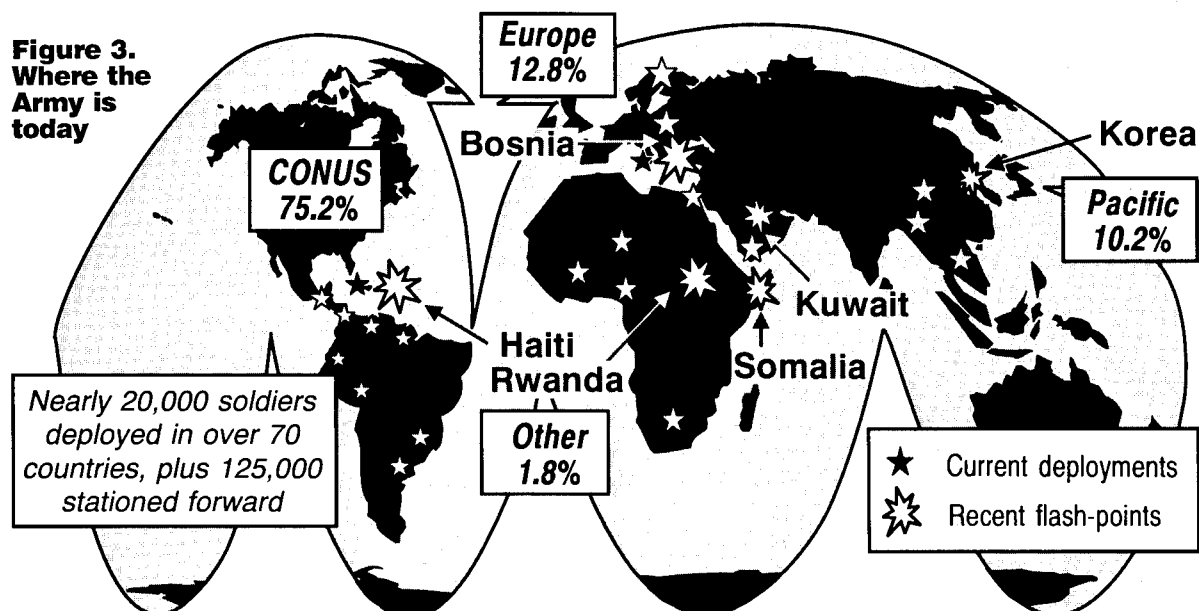 Figure 3.
Where the
Army is
today
Europe
12.8%
Bosnia
Korea
CONUS
75.2%
Pacific
10.2%
Kuwait
Haiti
Rwanda
Somalia
Nearly 20,000 soldiers
deployed in over 70
countries, plus 125,000
stationed forward
Other
1.8%
Current deployments
Recent flash-points